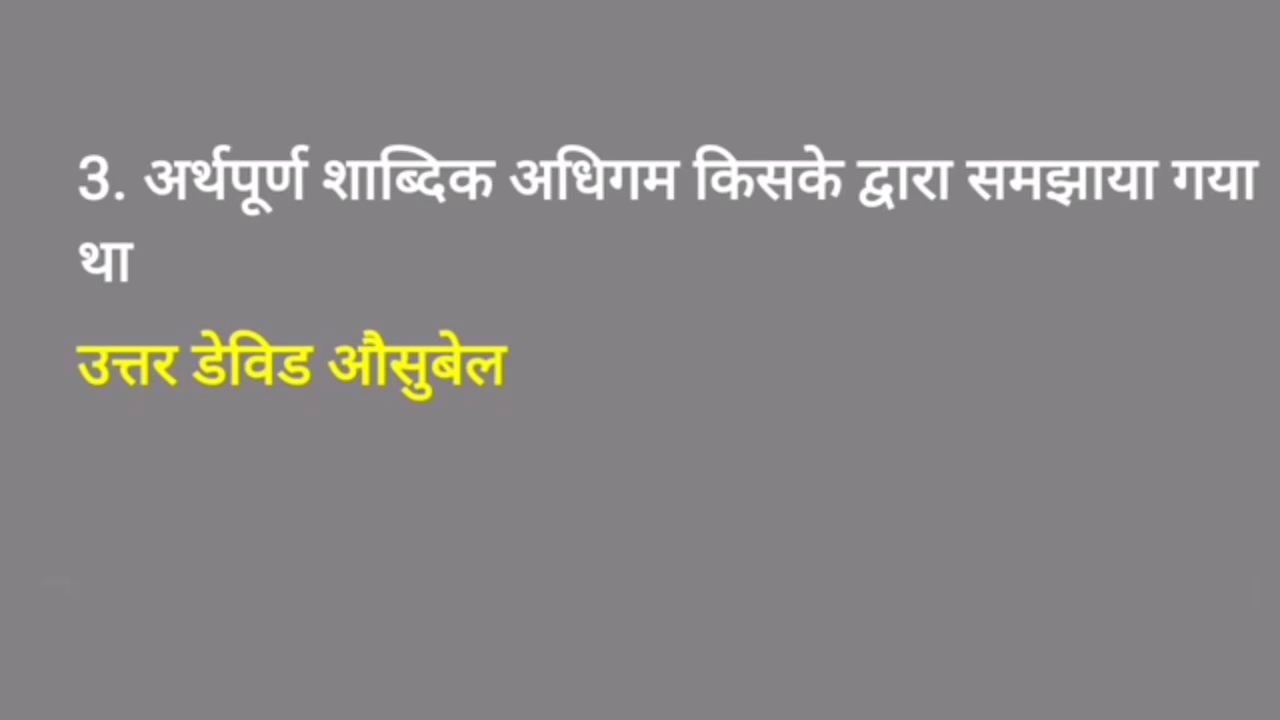 3. अर्थपूर्ण शाब्दिक अधिगम किसके द्वारा समझाया गया
था
उत्तर डेविड औसुबेल